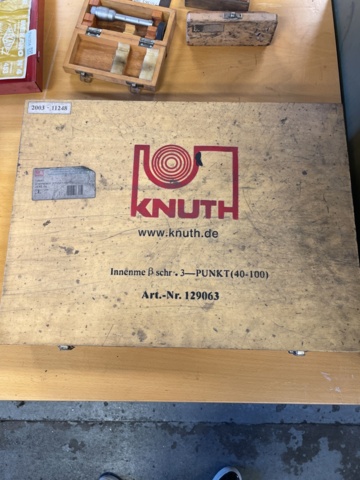 2003 - 11248
KNUTH
www.knuth.de
Innenme β schr . 3—PUNKT(40-100)
Art.-Nr. 129063